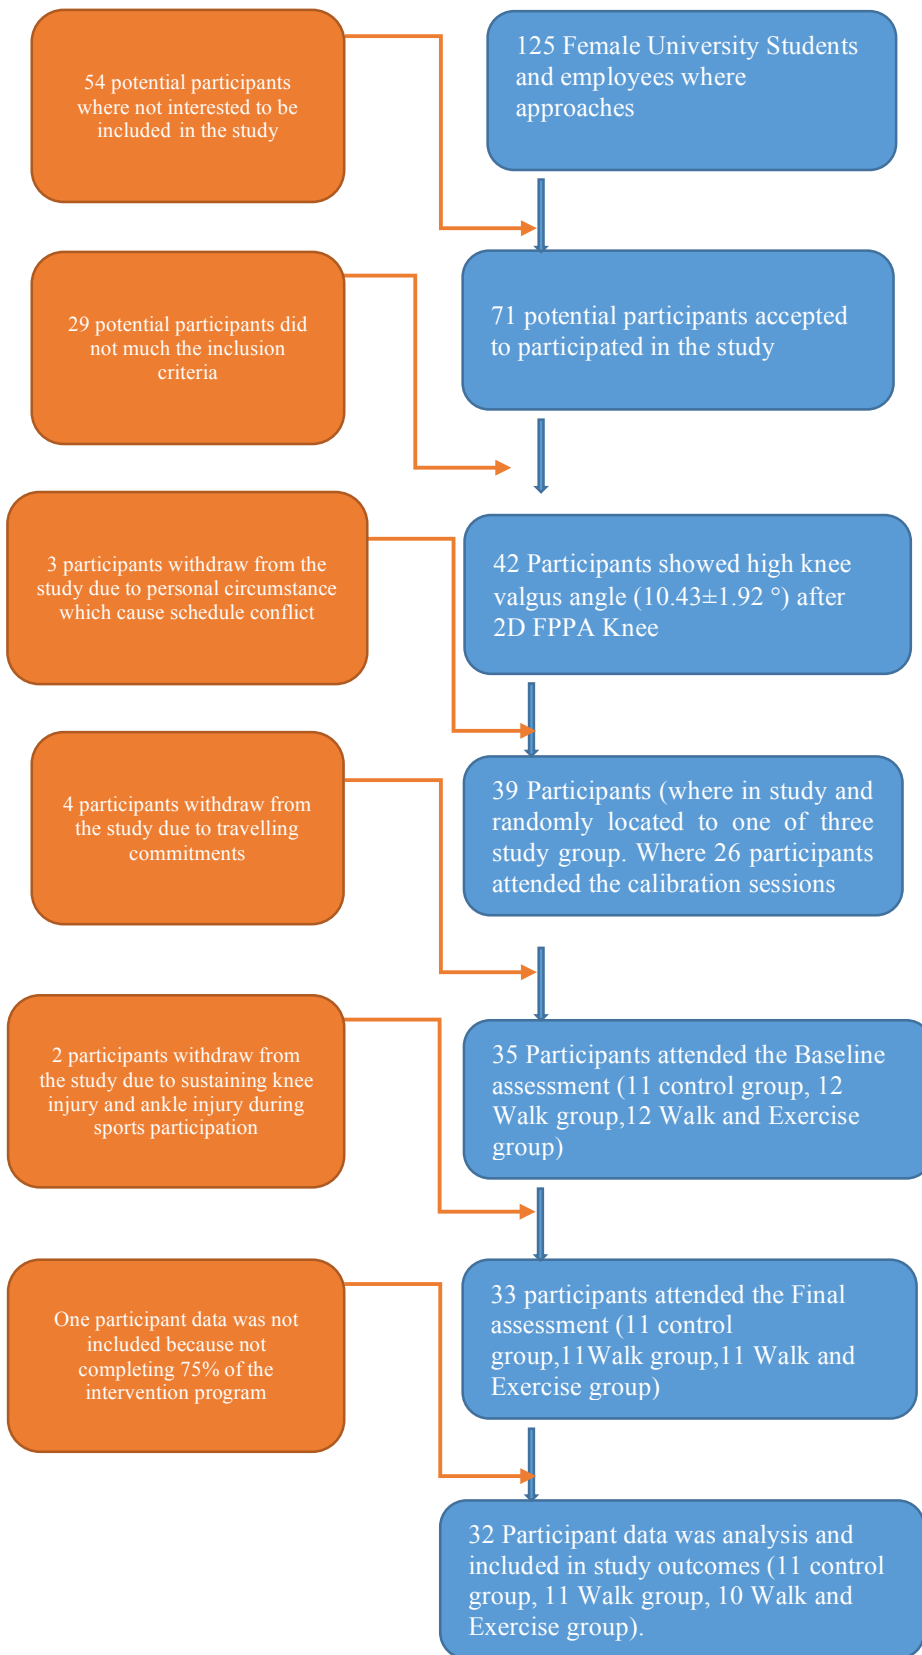 125 Female University Students
and employees where
approaches
54 potential participants
where not interested to be
included in the study
71 potential participants accepted
to participated in the study
29 potential participants did
not much the inclusion
criteria
42 Participants showed high knee
valgus angle (10.43±1.92 °) after
2D FPPA Knee
3 participants withdraw from the
study due to personal circumstance
which cause schedule conflict
39 Participants (where in study and
randomly located to one of three
study group. Where 26 participants
attended the calibration sessions
4 participants withdraw from
the study due to travelling
commitments
35 Participants attended the Baseline
assessment (11 control group, 12
Walk group,12 Walk and Exercise
group)
2 participants withdraw from
the study due to sustaining knee
injury and ankle injury during
sports participation
33 participants attended the Final
assessment (11 control
group,11Walk group,11 Walk and
Exercise group)
One participant data was not
included because not
completing 75% of the
intervention program
32 Participant data was analysis and
included in study outcomes (11 control
group, 11 Walk group, 10 Walk and
Exercise group).